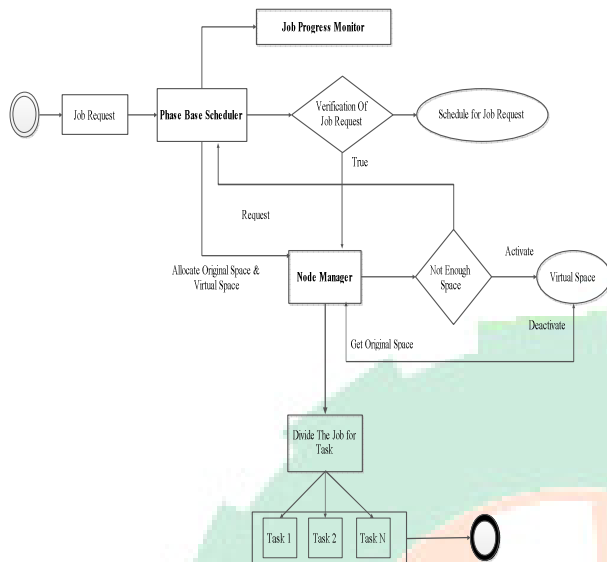 Job Progress Monitor
Job Request
Phase Base Scheduler
Verification Of
Job Request
Schedule for Job Request
True
Request
Allocate Original Space &
Virtual Space
Node Manager
Not Enough
Space
Activate
Virtual Space
Deactivate
Get Original Space
Divide The Job for
Task
Task 1
Task 2
Task N